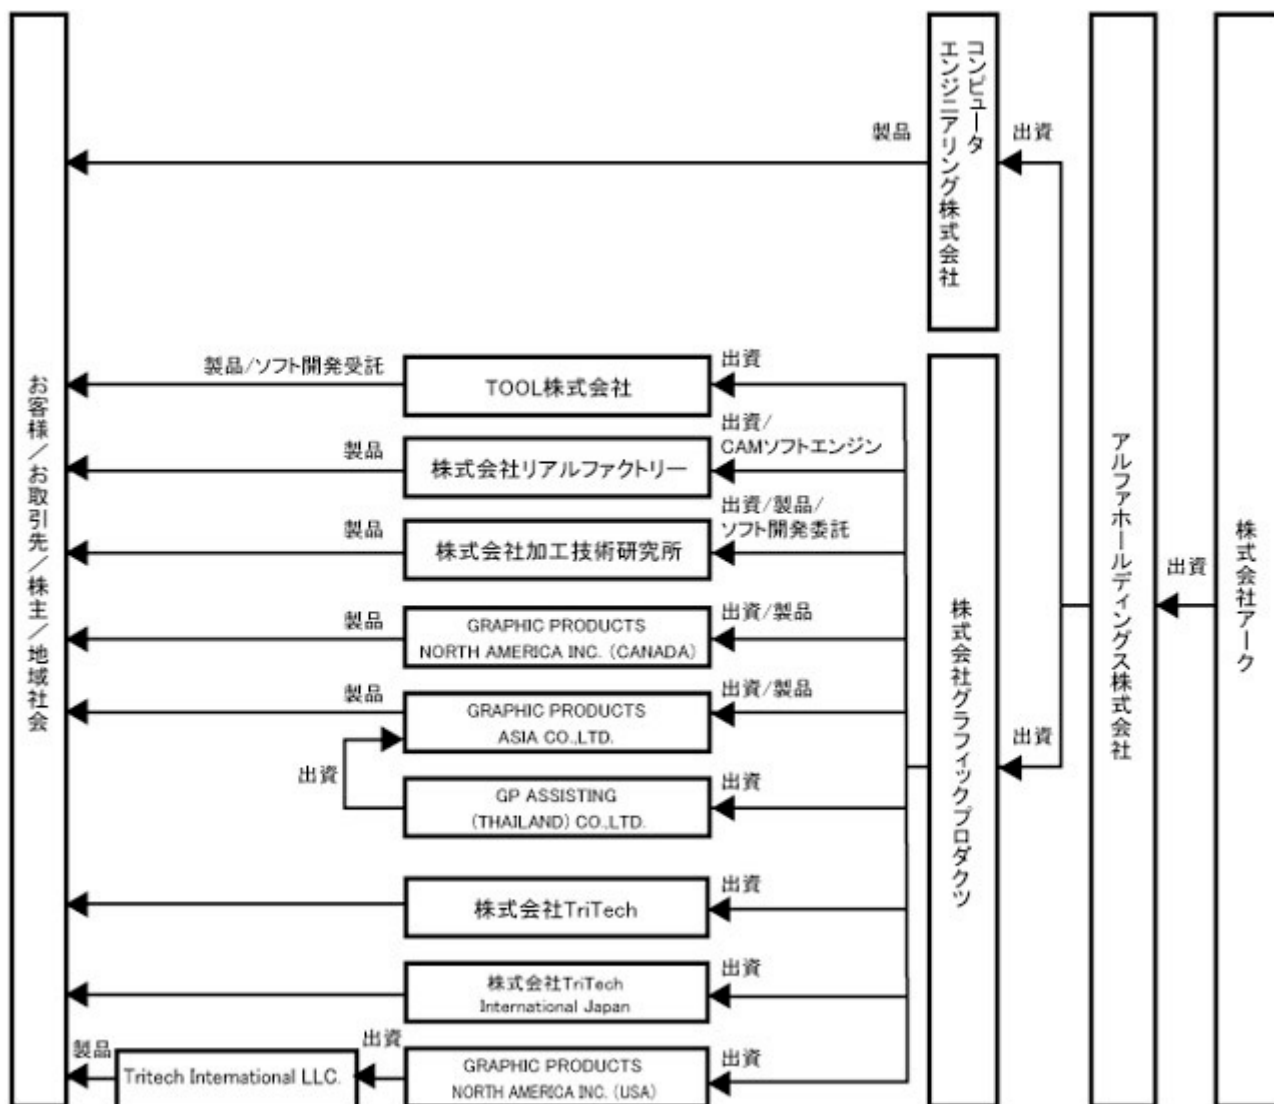 コンピュータ
エンジニアリング株式会社
製品
出資
お客様／お取引先／株主／地域社会
製品/ソフト開発受託
TOOL株式会社
出資
製品
株式会社リアルファクトリー
出資/
CAMソフトエンジン
製品
株式会社加工技術研究所
出資/製品/
ソフト開発委託
製品
GRAPHIC PRODUCTS
NORTH AMERICA INC. (CANADA)
出資/製品
製品
GRAPHIC PRODUCTS
ASIA CO.,LTD.
出資/製品
出資
GP ASSISTING
(THAILAND) CO.,LTD.
出資
株式会社TriTech
出資
株式会社TriTech
International Japan
出資
製品
Tritech International LLC.
出資
GRAPHIC PRODUCTS
NORTH AMERICA INC. (USA)
出資
株式会社グラフィックプロダクツ
出資
アルファホールディングス株式会社
出資
株式会社アーク